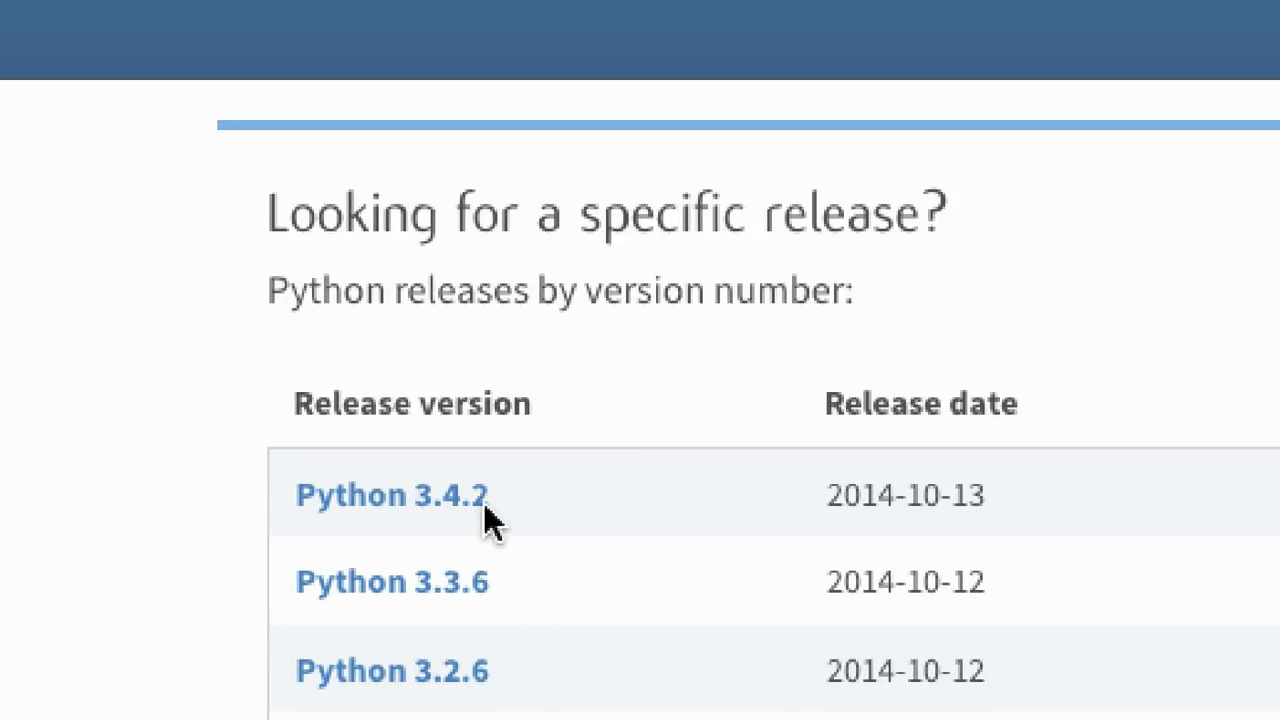 Looking for a specific release?
Python releases by version number:
Release version Release date
Python 3.4.2 2014-10-13
Python 3.3.6 2014-10-12
Python 3.2.6 2014-10-12